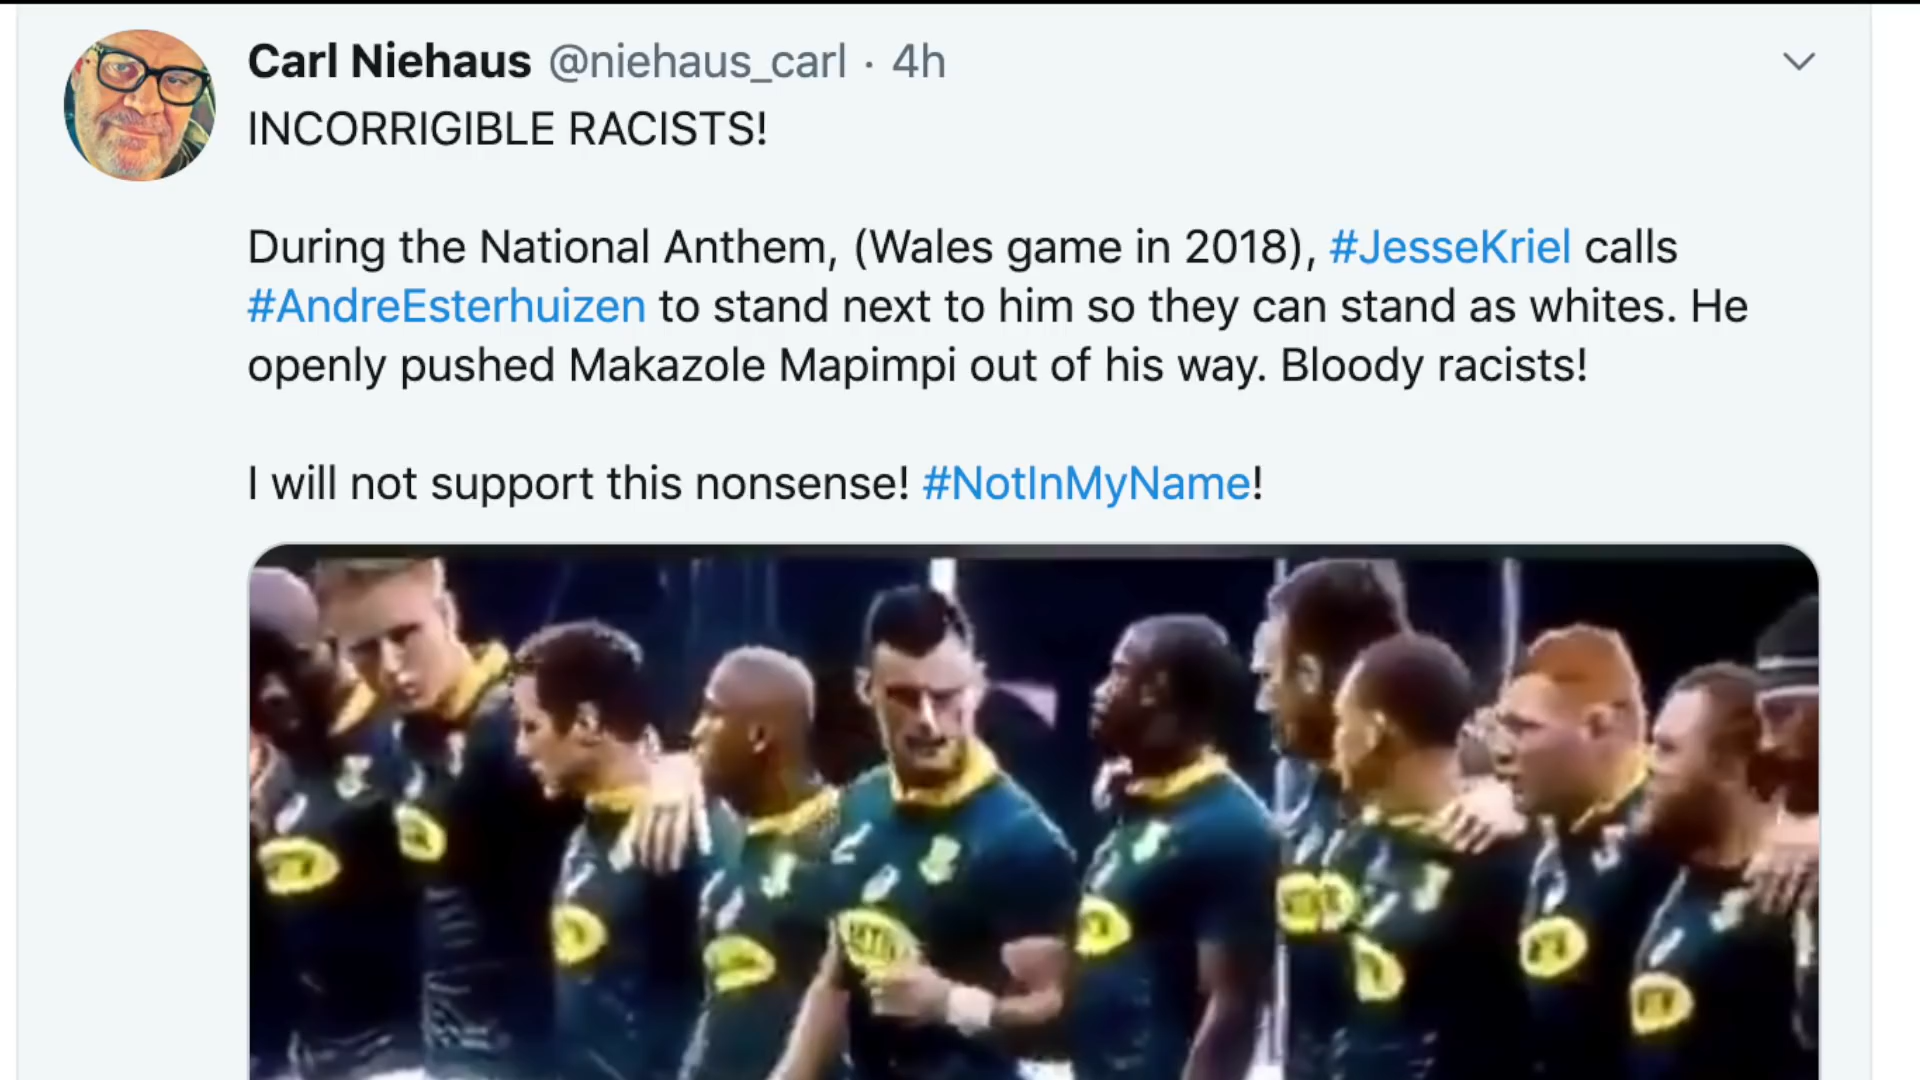 Carl Niehaus @niehaus_carl · 4h
INCORRIGIBLE RACISTS!
During the National Anthem, (Wales game in 2018), #JesseKriel calls
#AndreEsterhuizen to stand next to him so they can stand as whites. He
openly pushed Makazole Mapimpi out of his way. Bloody racists!
I will not support this nonsense! #NotInMyName!
MTN